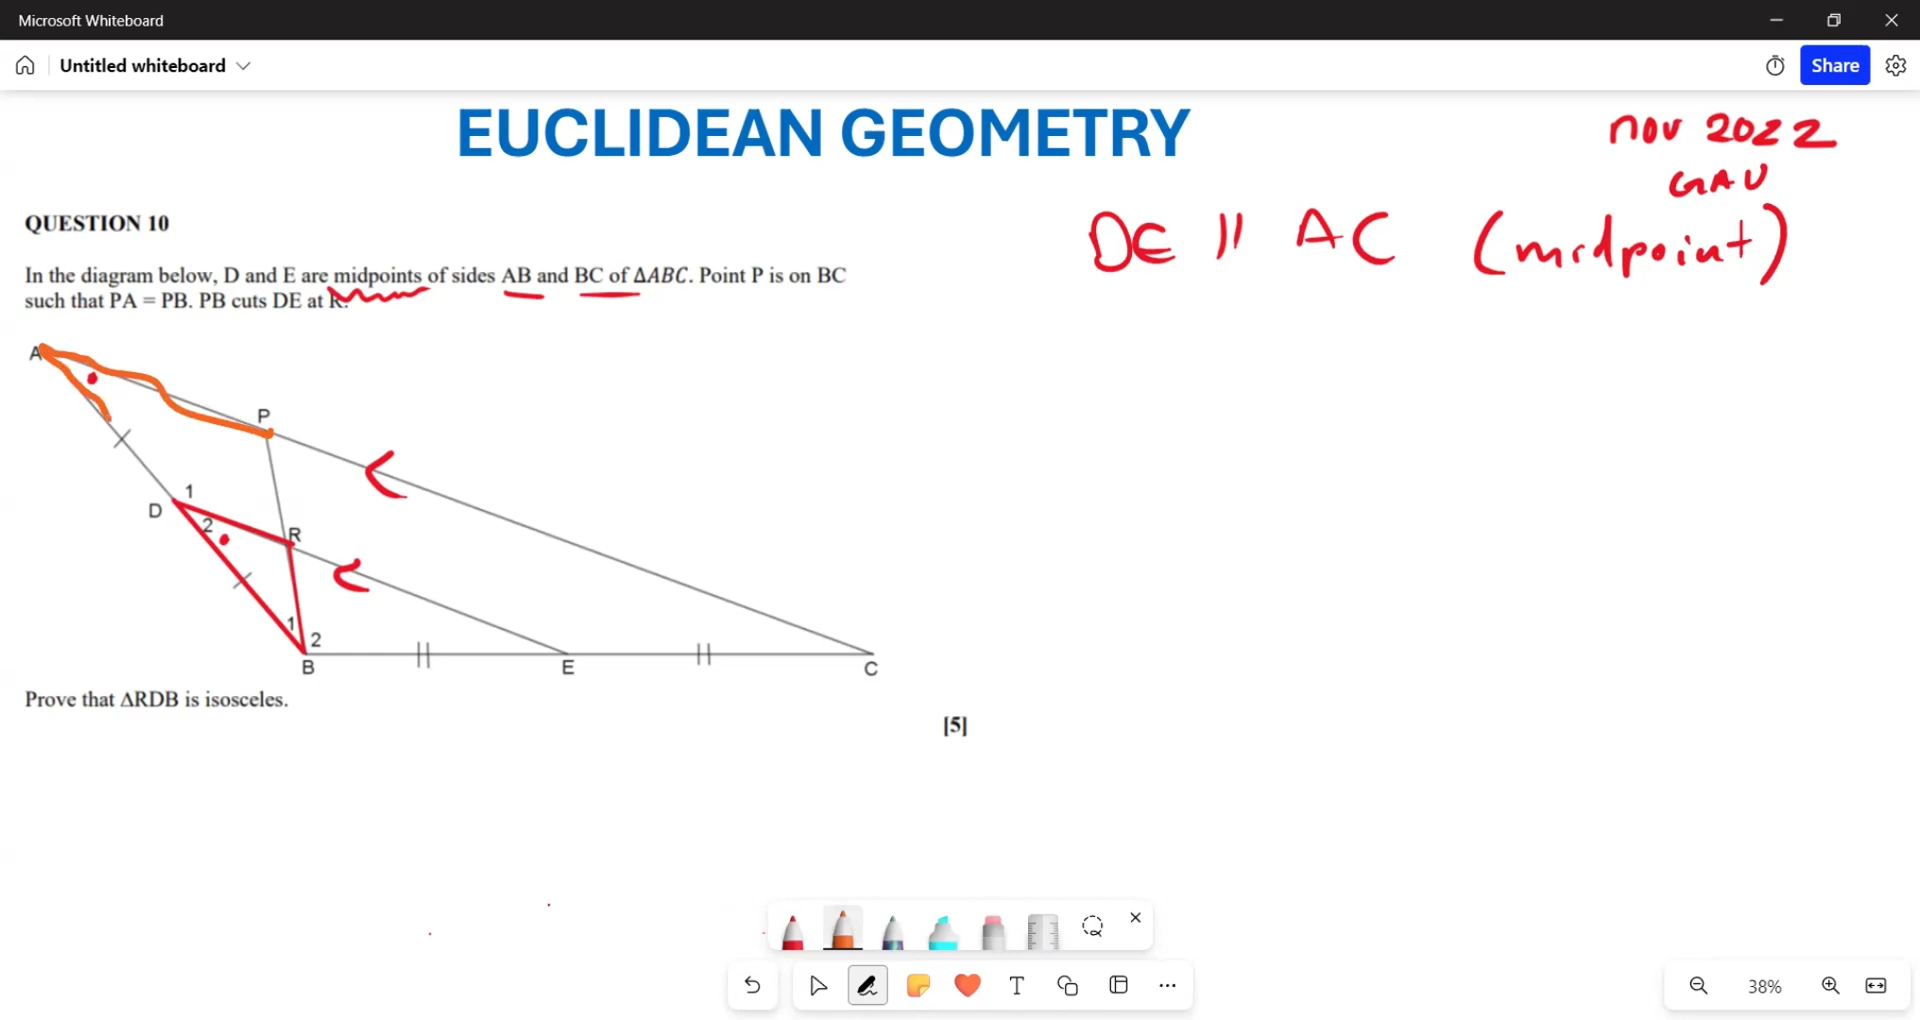 Microsoft Whiteboard
Untitled whiteboard
Share
EUCLIDEAN GEOMETRY
nov 2022
GAU
DE || AC (midpoint)
QUESTION 10
In the diagram below, D and E are midpoints of sides AB and BC of ΔABC. Point P is on BC
such that PA = PB. PB cuts DE at R.
A
P
1
D
2
R
1
2
B
E
C
Prove that ΔRDB is isosceles.
[5]
38%